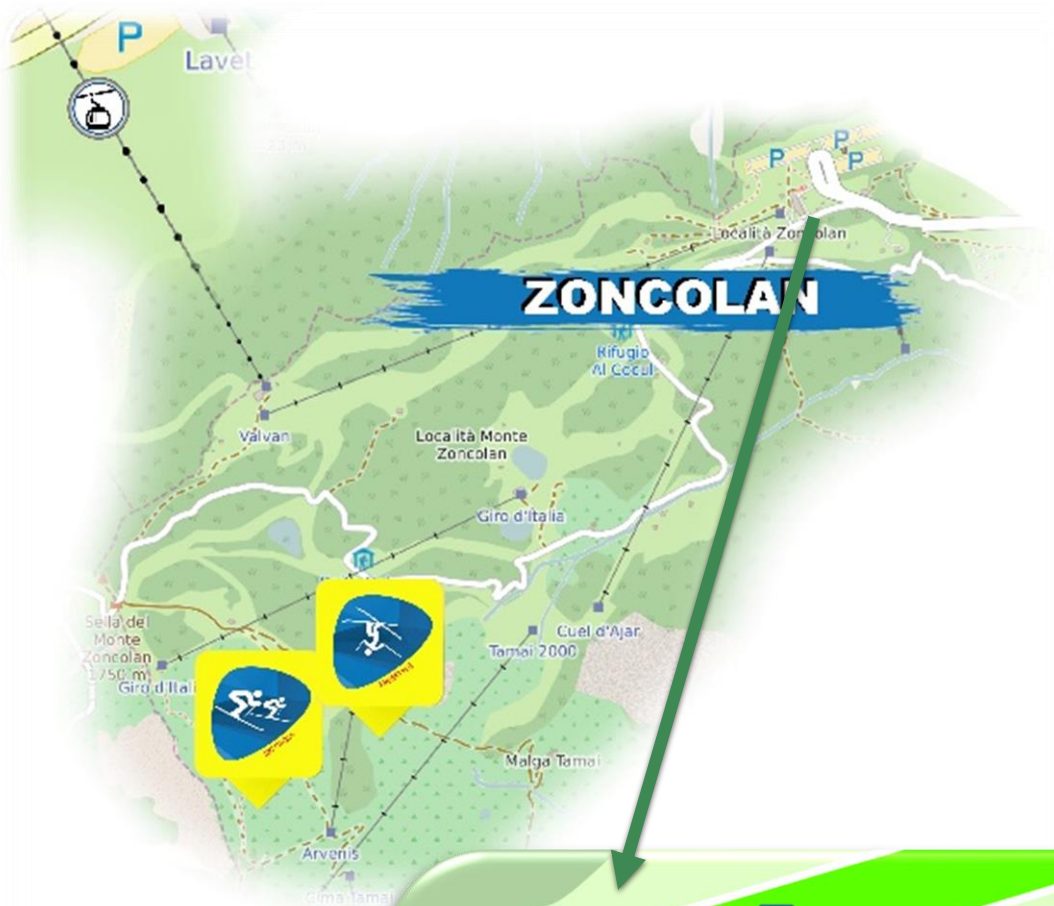 P
Lavet
P
P
P
Località Zoncolan
ZONCOLAN
Rifugio
Al Cocul
Valvan
Località Monte
Zoncolan
Giro d'Italia
Sella del
Monte
Zoncolan
1750 m
Giro d'Itali
Cuel d'Ajar
Tamai 2000
Malga Tamai
Arvenis
Cima Tamai